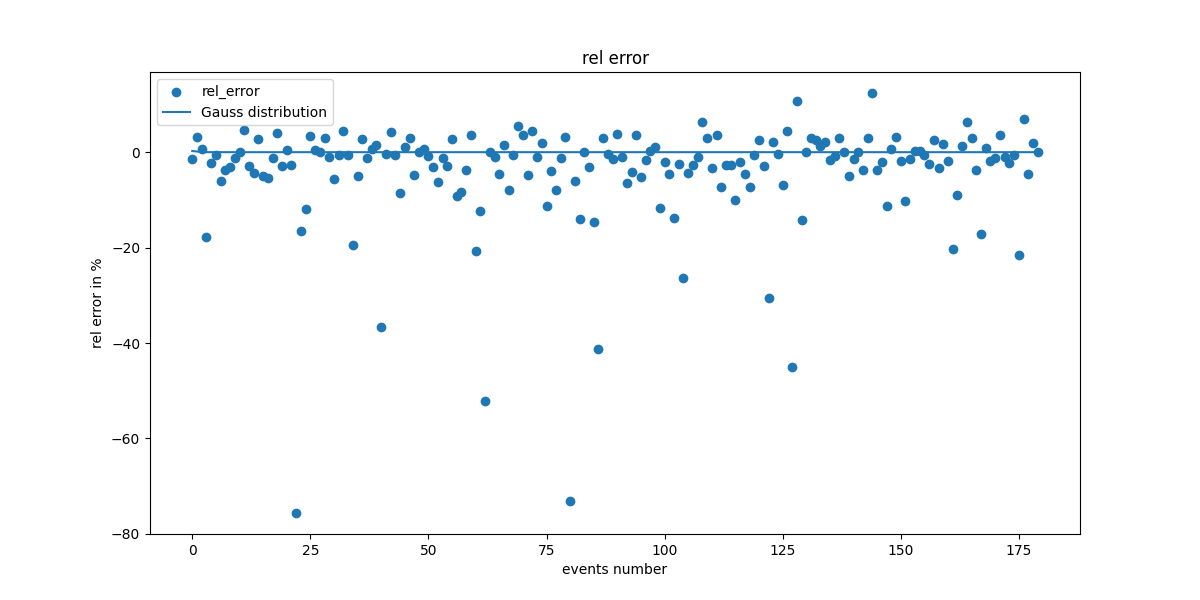 rel error
rel_error
Gauss distribution
rel error in %
0
−20
−40
−60
−80
0 25 50 75 100 125 150 175
events number